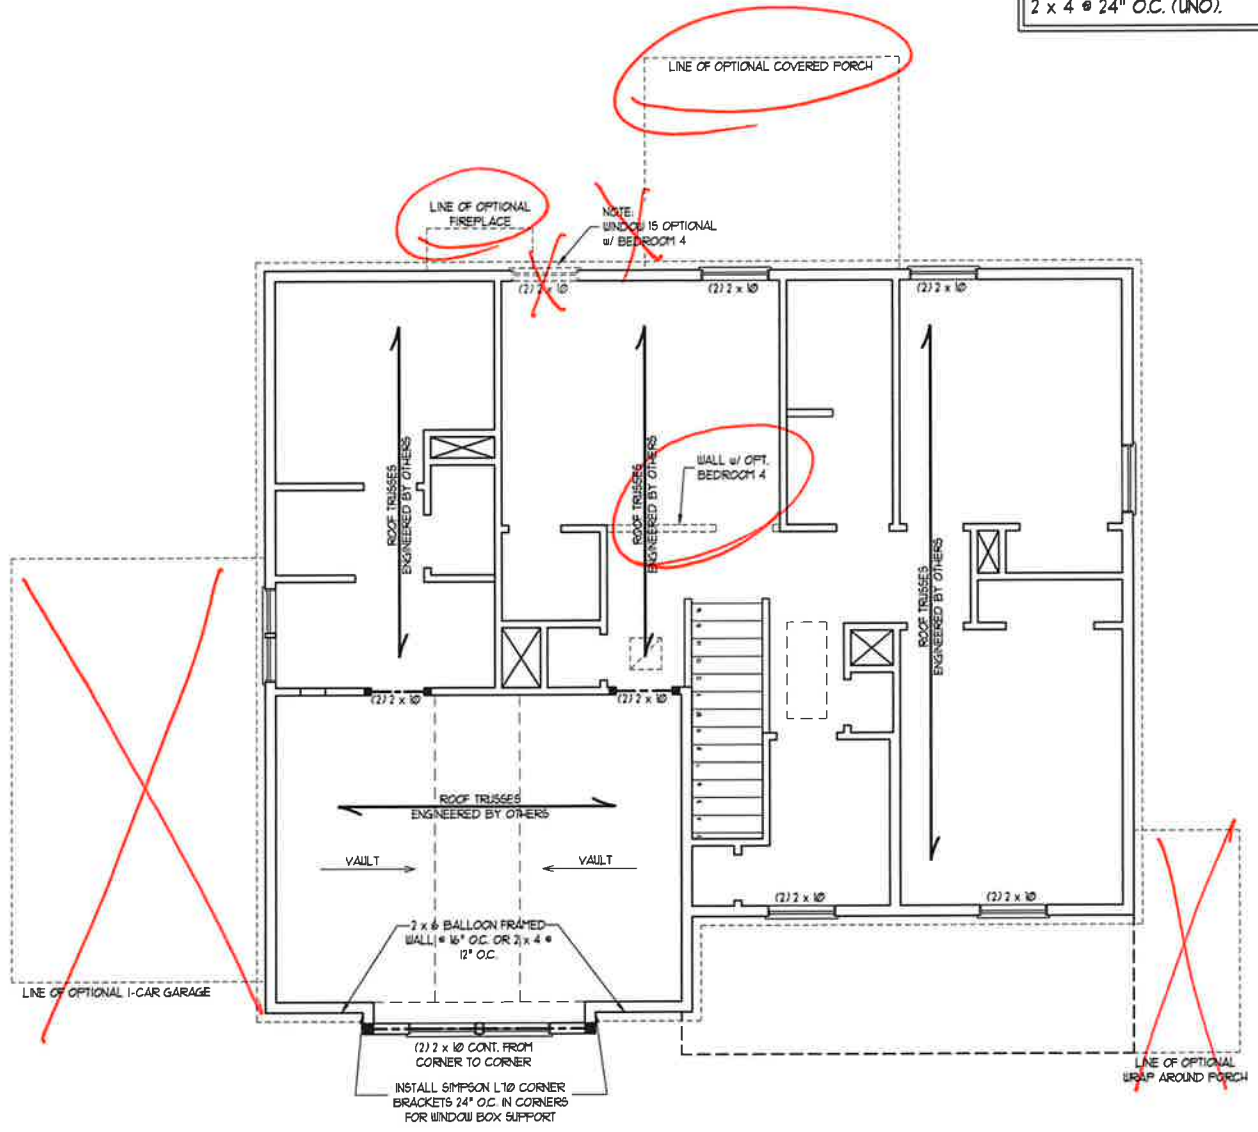 2 x 4 @ 24" O.C. (UNO).
LINE OF OPTIONAL COVERED PORCH
LINE OF OPTIONAL
FIREPLACE
NOTE:
WINDOW IS OPTIONAL
w/ BEDROOM 4
(2) 2 x 10
(2) 2 x 10
(2) 2 x 10
ROOF TRUSSES
ENGINEERED BY OTHERS
ROOF TRUSSES
ENGINEERED BY OTHERS
WALL w/ OPT.
BEDROOM 4
ROOF TRUSSES
ENGINEERED BY OTHERS
(2) 2 x 10
(2) 2 x 10
ROOF TRUSSES
ENGINEERED BY OTHERS
VAULT
VAULT
(2) 2 x 10
(2) 2 x 10
2 x 6 BALLOON FRAMED
WALL @ 16" O.C. OR 2 x 4 @
12" O.C.
LINE OF OPTIONAL 1-CAR GARAGE
(2) 2 x 10 CONT. FROM
CORNER TO CORNER
LINE OF OPTIONAL
WRAP AROUND PORCH
INSTALL SIMPSON L70 CORNER
BRACKETS 24" O.C. IN CORNERS
FOR WINDOW BOX SUPPORT